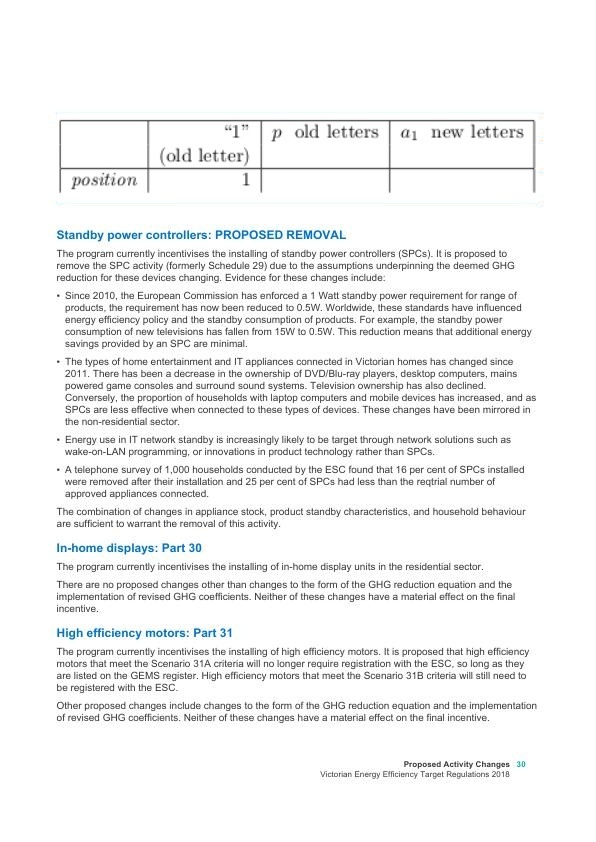 "1" p old letters a₁ new letters
(old letter)
position 1
Standby power controllers: PROPOSED REMOVAL
The program currently incentivises the installing of standby power controllers (SPCs). It is proposed to
remove the SPC activity (formerly Schedule 29) due to the assumptions underpinning the deemed GHG
reduction for these devices changing. Evidence for these changes include:
• Since 2010, the European Commission has enforced a 1 Watt standby power requirement for range of
products, the requirement has now been reduced to 0.5W. Worldwide, these standards have influenced
energy efficiency policy and the standby consumption of products. For example, the standby power
consumption of new televisions has fallen from 15W to 0.5W. This reduction means that additional energy
savings provided by an SPC are minimal.
• The types of home entertainment and IT appliances connected in Victorian homes has changed since
2011. There has been a decrease in the ownership of DVD/Blu-ray players, desktop computers, mains
powered game consoles and surround sound systems. Television ownership has also declined.
Conversely, the proportion of households with laptop computers and mobile devices has increased, and as
SPCs are less effective when connected to these types of devices. These changes have been mirrored in
the non-residential sector.
• Energy use in IT network standby is increasingly likely to be target through network solutions such as
wake-on-LAN programming, or innovations in product technology rather than SPCs.
• A telephone survey of 1,000 households conducted by the ESC found that 16 per cent of SPCs installed
were removed after their installation and 25 per cent of SPCs had less than the reqtrial number of
approved appliances connected.
The combination of changes in appliance stock, product standby characteristics, and household behaviour
are sufficient to warrant the removal of this activity.
In-home displays: Part 30
The program currently incentivises the installing of in-home display units in the residential sector.
There are no proposed changes other than changes to the form of the GHG reduction equation and the
implementation of revised GHG coefficients. Neither of these changes have a material effect on the final
incentive.
High efficiency motors: Part 31
The program currently incentivises the installing of high efficiency motors. It is proposed that high efficiency
motors that meet the Scenario 31A criteria will no longer require registration with the ESC, so long as they
are listed on the GEMS register. High efficiency motors that meet the Scenario 31B criteria will still need to
be registered with the ESC.
Other proposed changes include changes to the form of the GHG reduction equation and the implementation
of revised GHG coefficients. Neither of these changes have a material effect on the final incentive.
Proposed Activity Changes 30
Victorian Energy Efficiency Target Regulations 2018